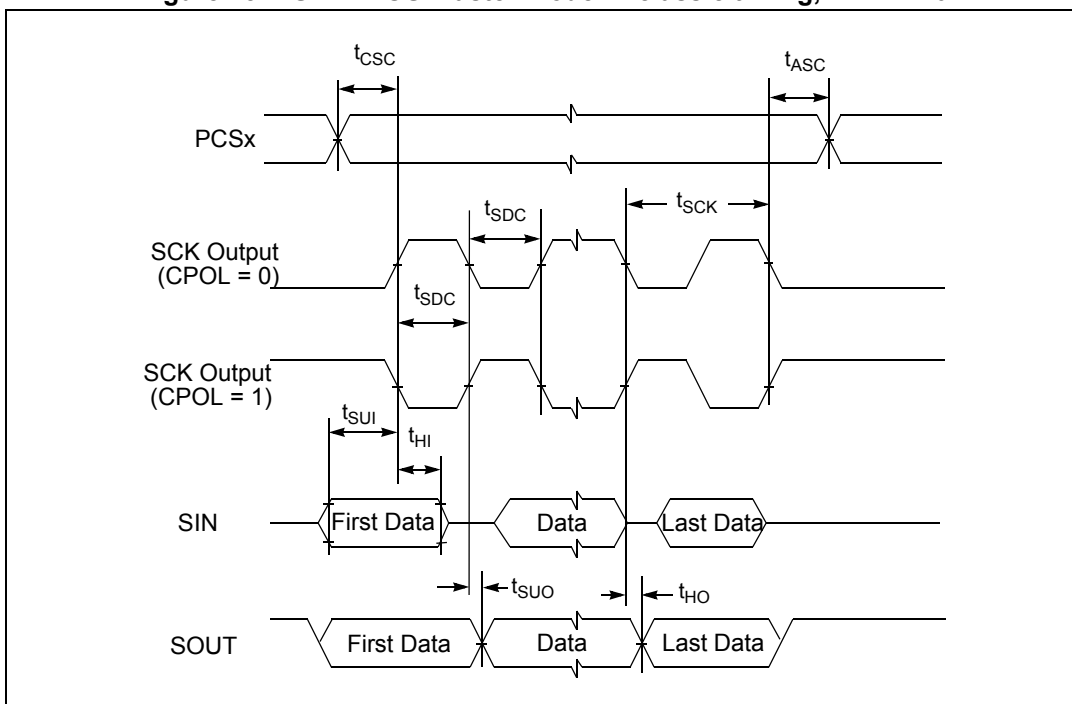 tCSC
tASC
PCSx
tSCK
tSDC
SCK Output
(CPOL = 0)
tSDC
SCK Output
(CPOL = 1)
tSUI
tHI
SIN
First Data
Data
Last Data
tSUO
tHO
SOUT
First Data
Data
Last Data